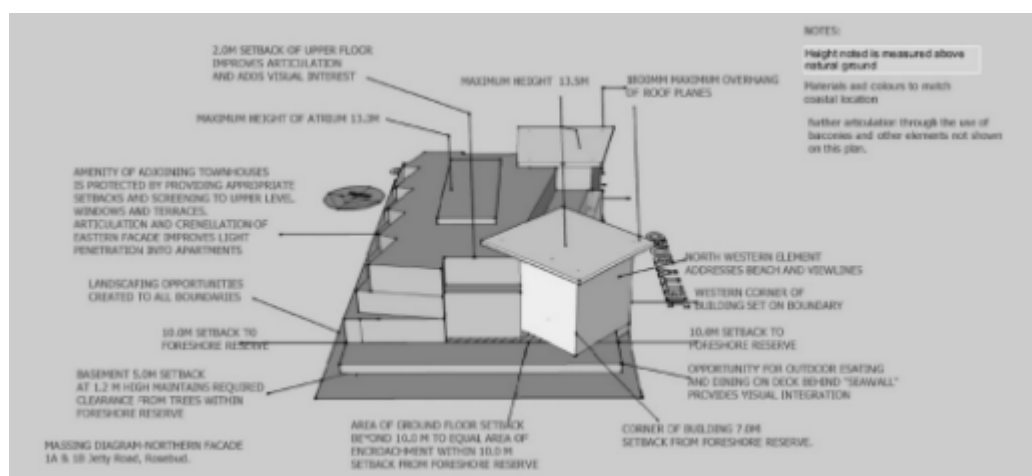 NOTES:
Height noted is measured above
natural ground
Materials and colours to match
coastal location
further articulation through the use of
balconies and other elements not shown
on this plan.
2.0M SETBACK OF UPPER FLOOR
IMPROVES ARTICULATION
AND ADDS VISUAL INTEREST
MAXIMUM HEIGHT 13.5M
1800MM MAXIMUM OVERHANG
OF ROOF PLANES
MAXIMUM HEIGHT OF ATRIUM
AMENITY OF ADJOINING TOWNHOUSES
IS PROTECTED BY PROVIDING APPROPRIATE
SETBACKS AND SCREENING TO UPPER LEVEL
WINDOWS AND TERRACES.
ARTICULATION AND CRENELLATION OF
EASTERN FACADE IMPROVES LIGHT
PENETRATION INTO APARTMENTS
NORTH WESTERN ELEMENT
ADDRESSES BEACH AND VIEWLINES
LANDSCAPING OPPORTUNITIES
CREATED TO ALL BOUNDARIES
WESTERN CORNER OF
BUILDING SET ON BOUNDARY
10.0M SETBACK TO
FORESHORE RESERVE
10.0M SETBACK TO
FORESHORE RESERVE
BASEMENT 5.0M SETBACK
AT 1.2 M HIGH MAINTAINS REQUIRED
CLEARANCE FROM TREES WITHIN
FORESHORE RESERVE
OPPORTUNITY FOR OUTDOOR
AND DINING ON DECK BEHIND "SEAWALL"
PROVIDES VISUAL INTEGRATION
AREA OF GROUND FLOOR SETBACK
BEYOND 10.0 M TO EQUAL AREA OF
ENCROACHMENT WITHIN 10.0 M
SETBACK FROM FORESHORE RESERVE
CORNER OF BUILDING 7.0M
SETBACK FROM FORESHORE RESERVE.
MASSING DIAGRAM-NORTHERN FACADE
1A & 1B Jetty Road, Rosebud.